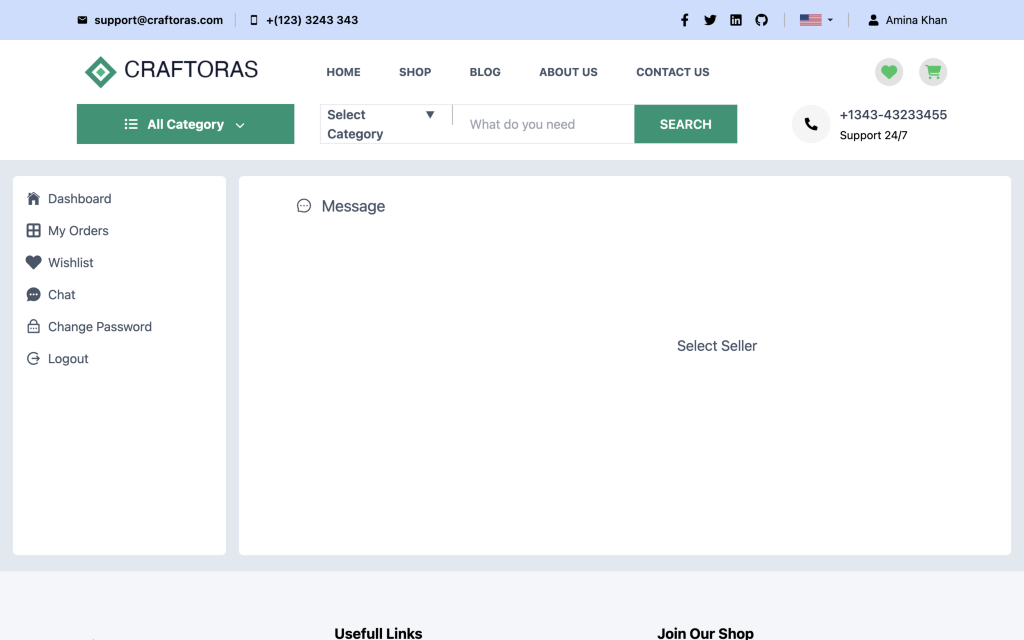 support@craftoras.com
+(123) 3243 343
Amina Khan
CRAFTORAS
HOME
SHOP
BLOG
ABOUT US
CONTACT US
All Category
Select Category
What do you need
SEARCH
+1343-43233455
Support 24/7
Dashboard
My Orders
Wishlist
Chat
Change Password
Logout
Message
Select Seller
Usefull Links
Join Our Shop